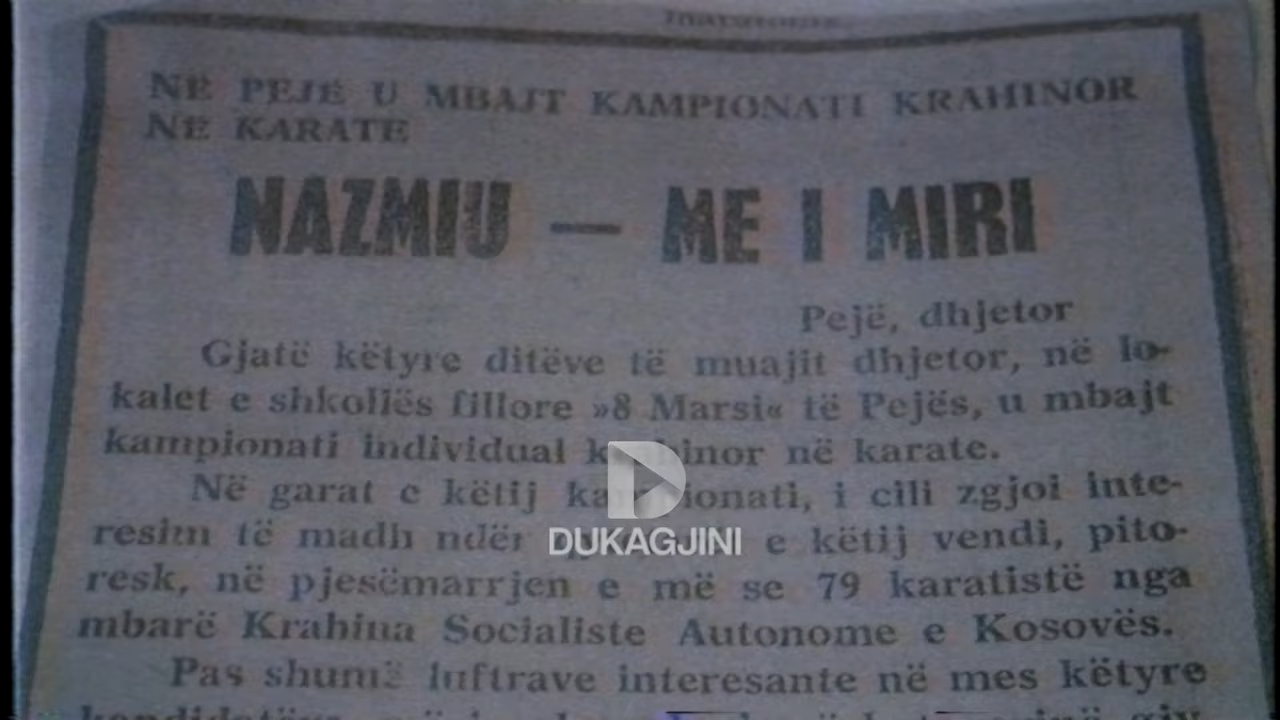 NË PEJË U MBAJT KAMPIONATI KRAHINOR
NË KARATE
NAZMIU — ME I MIRI
Pejë, dhjetor
Gjatë këtyre ditëve të muajit dhjetor, në lo-
kalet e shkollës fillore »8 Marsi« të Pejës, u mbajt
kampionati individual krahinor në karate.
Në garat e këtij kampionati, i cili zgjoi inte-
resim të madh ndër e këtij vendi, pito-
DUKAGJINI
resk, në pjesëmarrjen e më se 79 karatistë nga
mbarë Krahina Socialiste Autonome e Kosovës.
Pas shumë luftrave interesante në mes këtyre